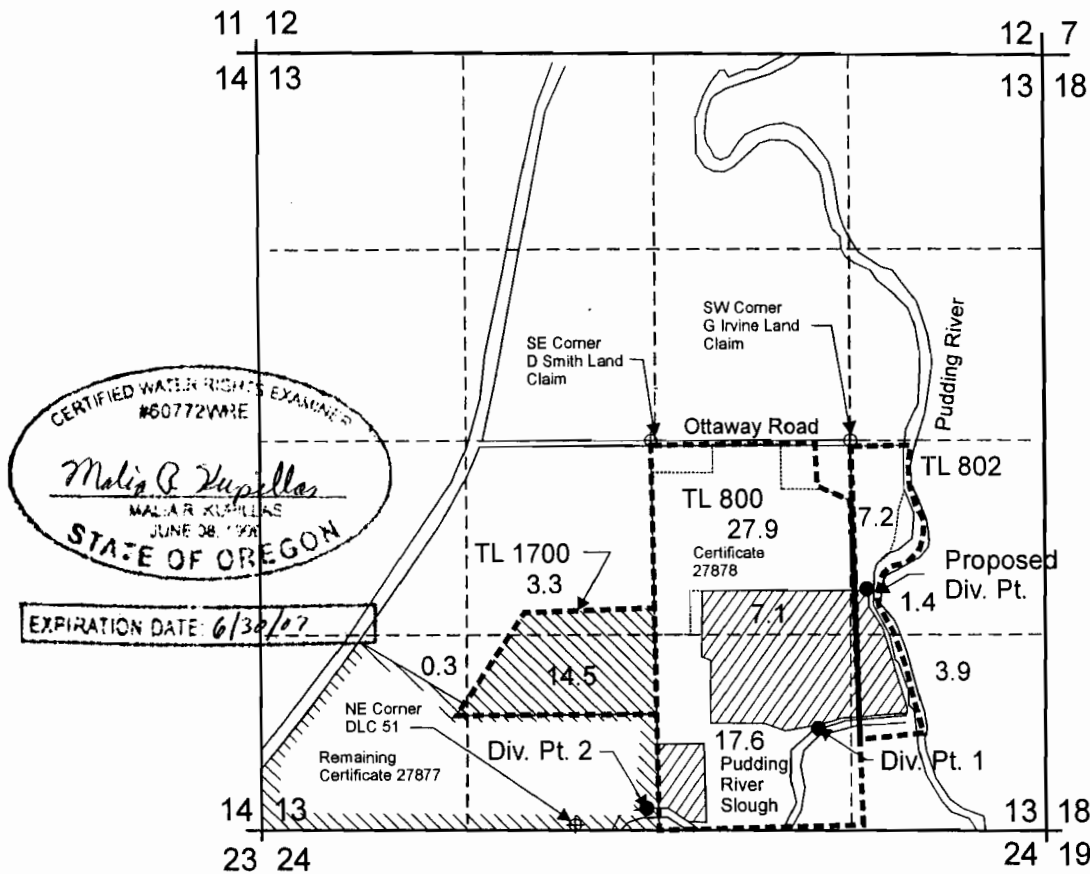 11 12
12 7
14 13
13 18
SW Corner
G Irvine Land
Claim
SE Corner
D Smith Land
Claim
Pudding River
CERTIFIED WATER RIGHTS EXAMINER
#60772WRE
Malia R. Kupillas
MALIA R. KUPILLAS
STATE OF OREGON
EXPIRATION DATE: 6/30/07
Ottaway Road
TL 802
TL 800
7.2
27.9
Certificate
27878
TL 1700
3.3
Proposed
Div. Pt.
1.4
7.1
0.3
14.5
3.9
NE Corner
DLC 51
Remaining
Certificate 27877
Div. Pt. 2
17.6
Pudding
River
Slough
Div. Pt. 1
14 13
13 18
23 24
24 19